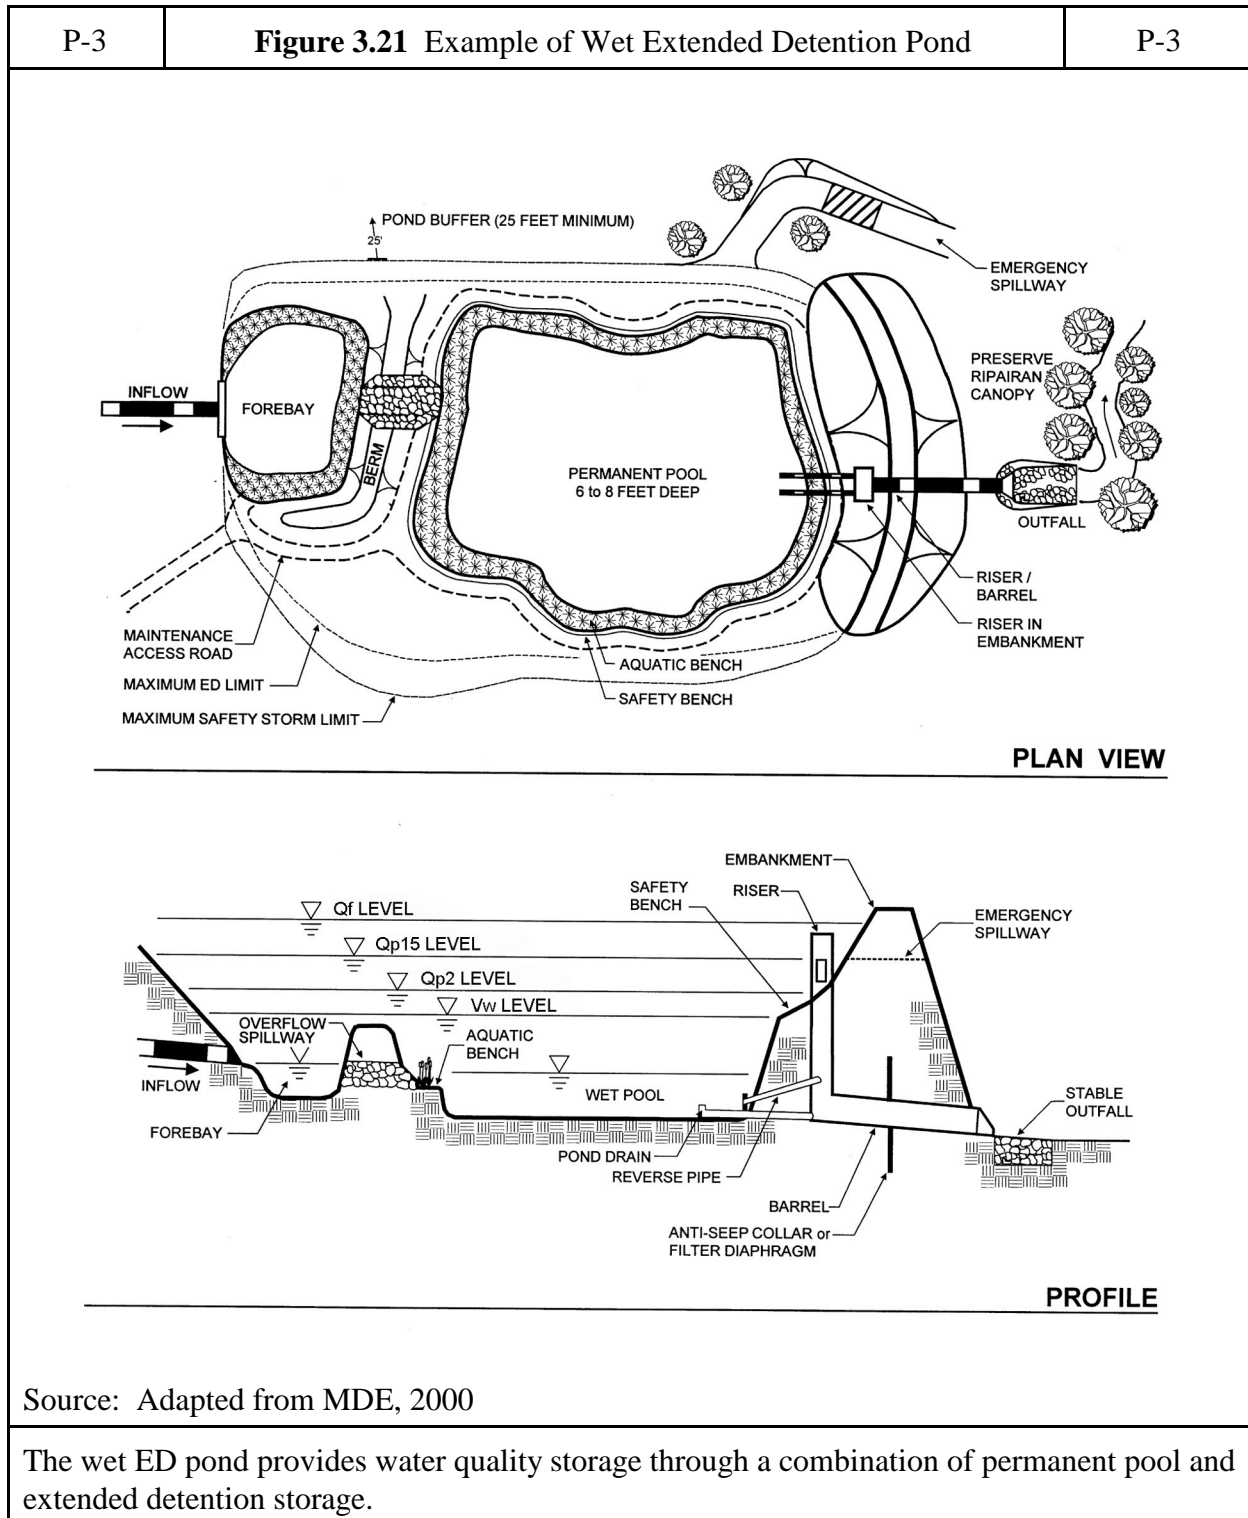 P-3
Figure 3.21 Example of Wet Extended Detention Pond
P-3
POND BUFFER (25 FEET MINIMUM)
25'
EMERGENCY
SPILLWAY
PRESERVE
RIPAIRAN
CANOPY
INFLOW
FOREBAY
BERM
PERMANENT POOL
6 to 8 FEET DEEP
OUTFALL
RISER /
BARREL
RISER IN
EMBANKMENT
MAINTENANCE
ACCESS ROAD
AQUATIC BENCH
MAXIMUM ED LIMIT
SAFETY BENCH
MAXIMUM SAFETY STORM LIMIT
PLAN VIEW
EMBANKMENT
SAFETY
BENCH
RISER
Qf LEVEL
EMERGENCY
SPILLWAY
Qp15 LEVEL
Qp2 LEVEL
Vw LEVEL
OVERFLOW
SPILLWAY
AQUATIC
BENCH
INFLOW
WET POOL
STABLE
OUTFALL
FOREBAY
POND DRAIN
REVERSE PIPE
BARREL
ANTI-SEEP COLLAR or
FILTER DIAPHRAGM
PROFILE
Source: Adapted from MDE, 2000
The wet ED pond provides water quality storage through a combination of permanent pool and
extended detention storage.